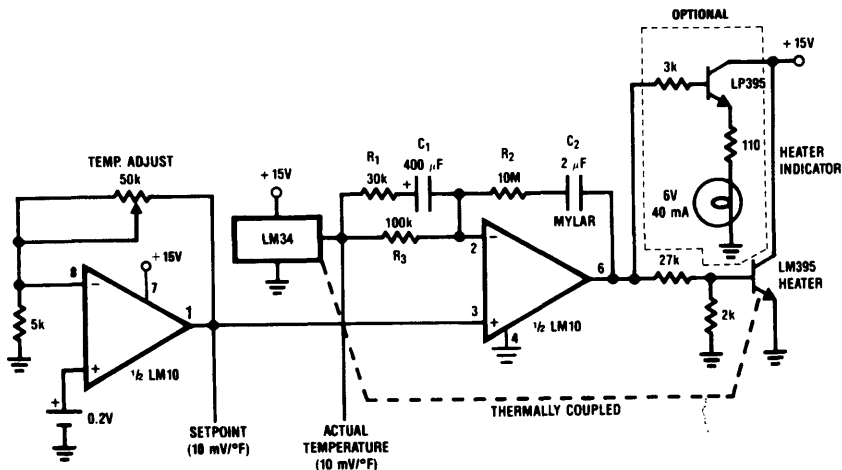 OPTIONAL
+ 15V
3k
LP395
TEMP. ADJUST
50k
R1
30k
C1
400 μF
+
R2
10M
C2
2 μF
MYLAR
110
HEATER
INDICATOR
6V
40 mA
+ 15V
LM34
100k
R3
+ 15V
7
8
−
1
5k
+
½ LM10
+
0.2V
2
−
6
3
+
4
½ LM10
27k
2k
LM395
HEATER
THERMALLY COUPLED
SETPOINT
(10 mV/°F)
ACTUAL
TEMPERATURE
(10 mV/°F)